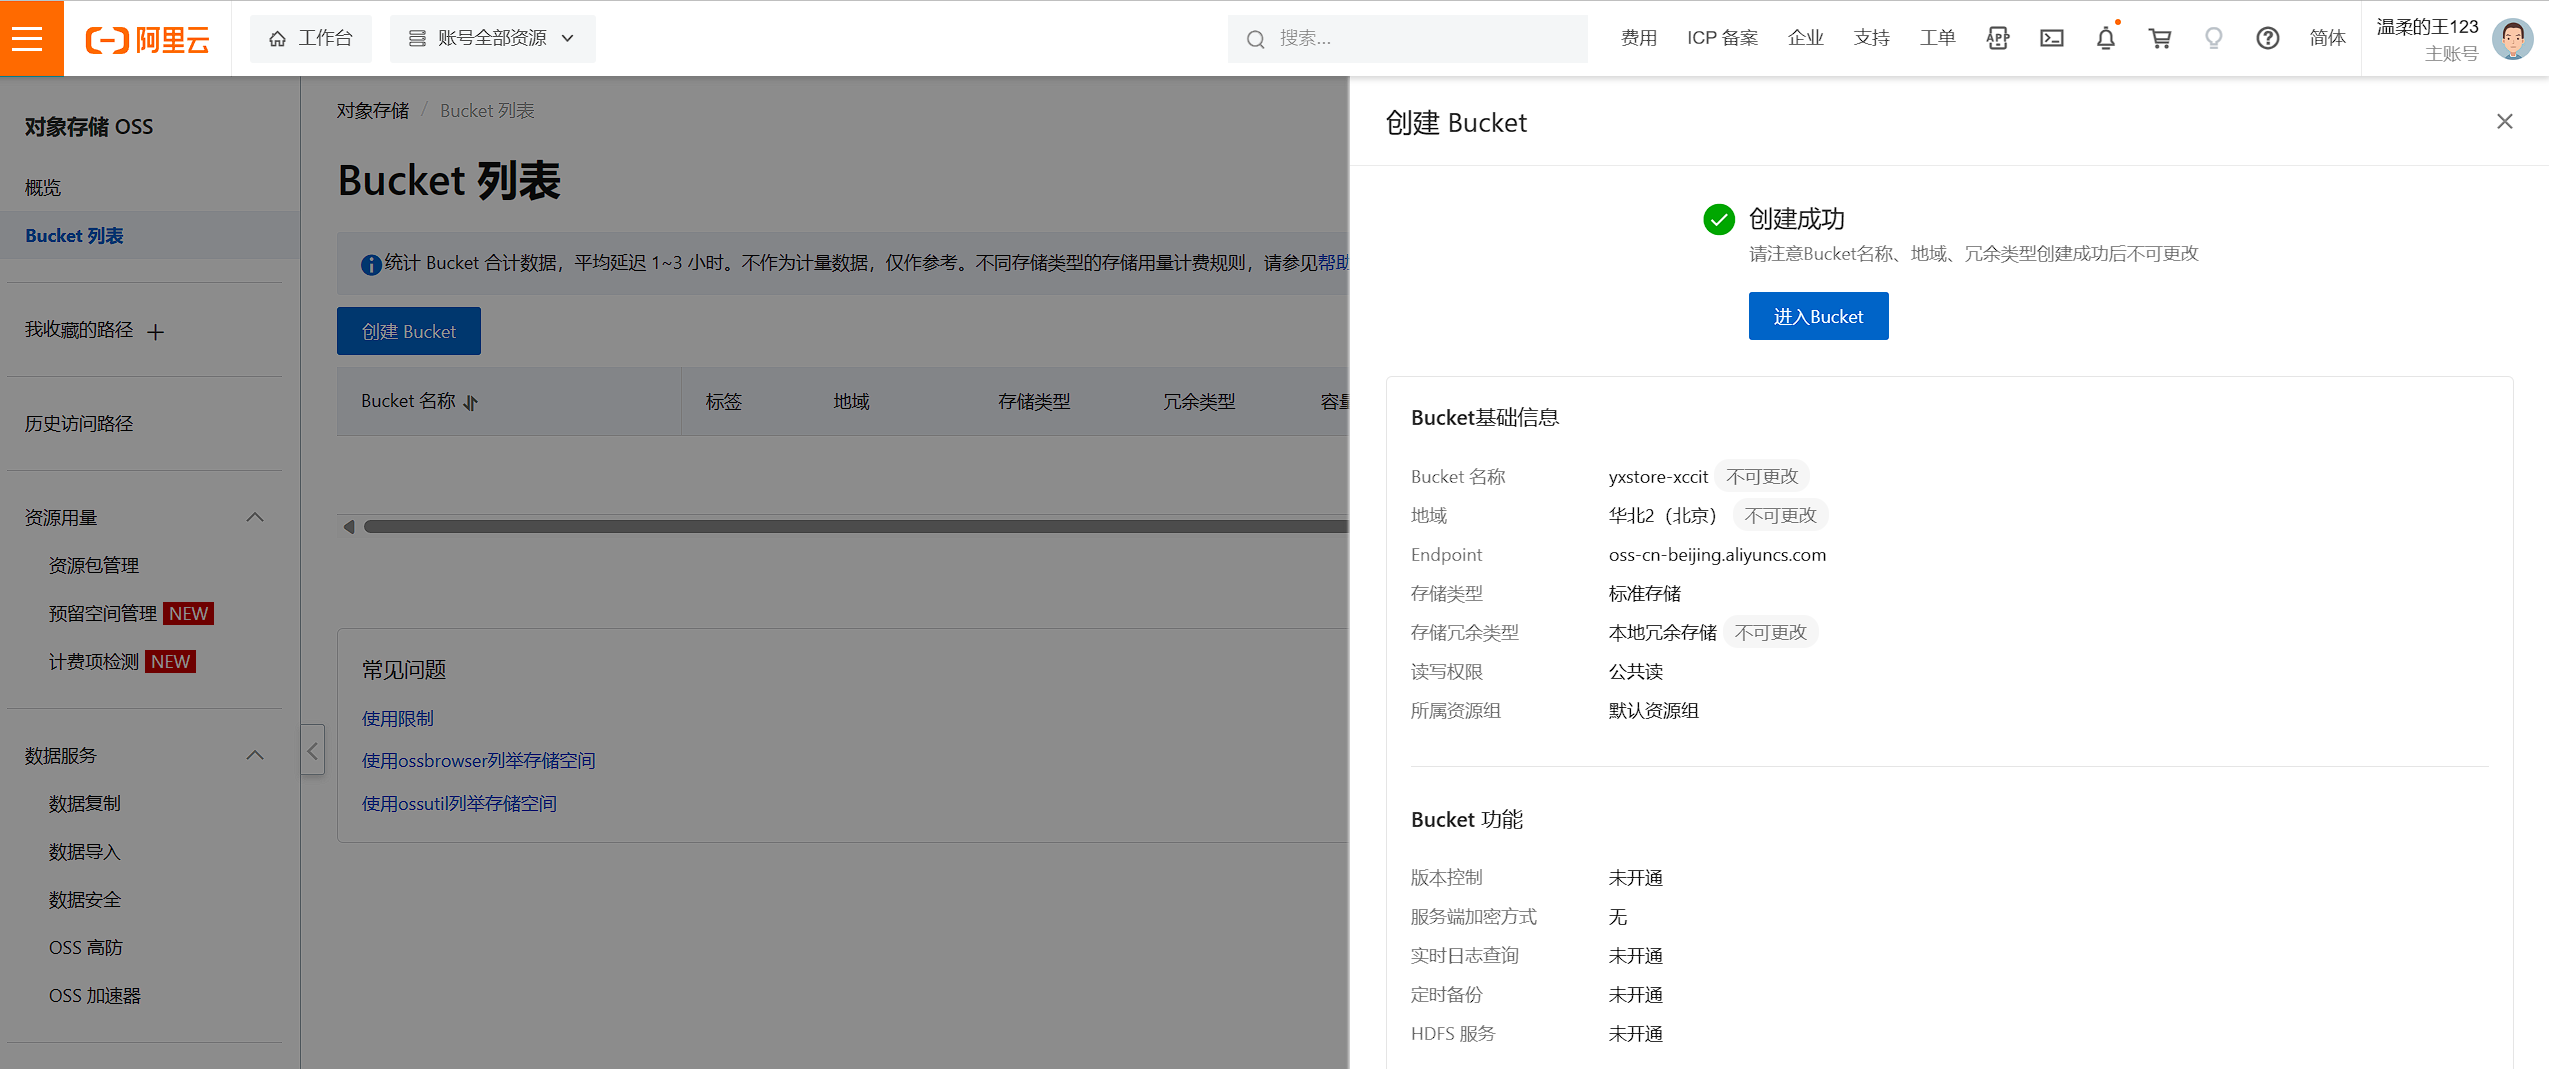 阿里云
工作台
账号全部资源
搜索...
费用
ICP 备案
企业
支持
工单
简体
温柔的王123
主账号
对象存储 OSS
概览
Bucket 列表
我收藏的路径
历史访问路径
资源用量
资源包管理
预留空间管理 NEW
计费项检测 NEW
数据服务
数据复制
数据导入
数据安全
OSS 高防
OSS 加速器
对象存储 / Bucket 列表
Bucket 列表
统计 Bucket 合计数据，平均延迟 1~3 小时。不作为计量数据，仅作参考。不同存储类型的存储用量计费规则，请参见帮助
创建 Bucket
Bucket 名称 标签 地域 存储类型 冗余类型 容量
常见问题
使用限制
使用ossbrowser列举存储空间
使用ossutil列举存储空间
创建 Bucket
创建成功
请注意Bucket名称、地域、冗余类型创建成功后不可更改
进入Bucket
Bucket基础信息
Bucket 名称 yxstore-xccit 不可更改
地域 华北2（北京） 不可更改
Endpoint oss-cn-beijing.aliyuncs.com
存储类型 标准存储
存储冗余类型 本地冗余存储 不可更改
读写权限 公共读
所属资源组 默认资源组
Bucket 功能
版本控制 未开通
服务端加密方式 无
实时日志查询 未开通
定时备份 未开通
HDFS 服务 未开通